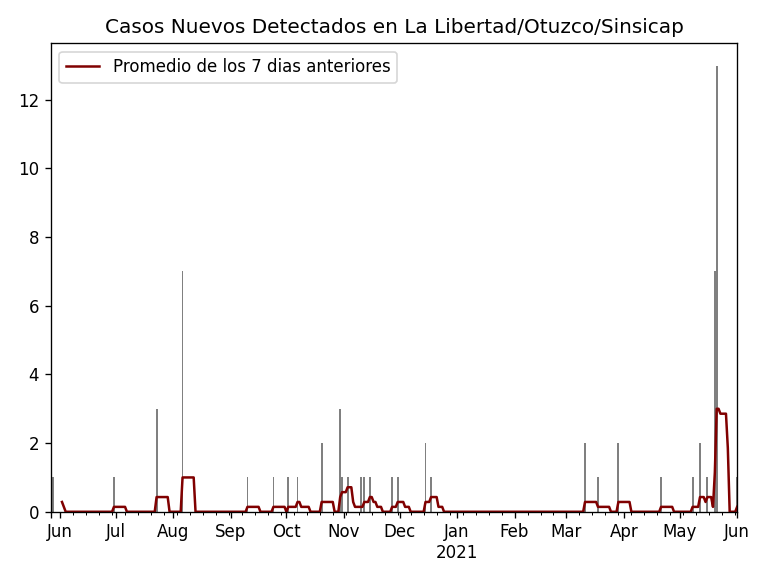 Casos Nuevos Detectados en La Libertad/Otuzco/Sinsicap
Promedio de los 7 dias anteriores
12
10
8
6
4
2
0
Jun Jul Aug Sep Oct Nov Dec Jan Feb Mar Apr May Jun
2021